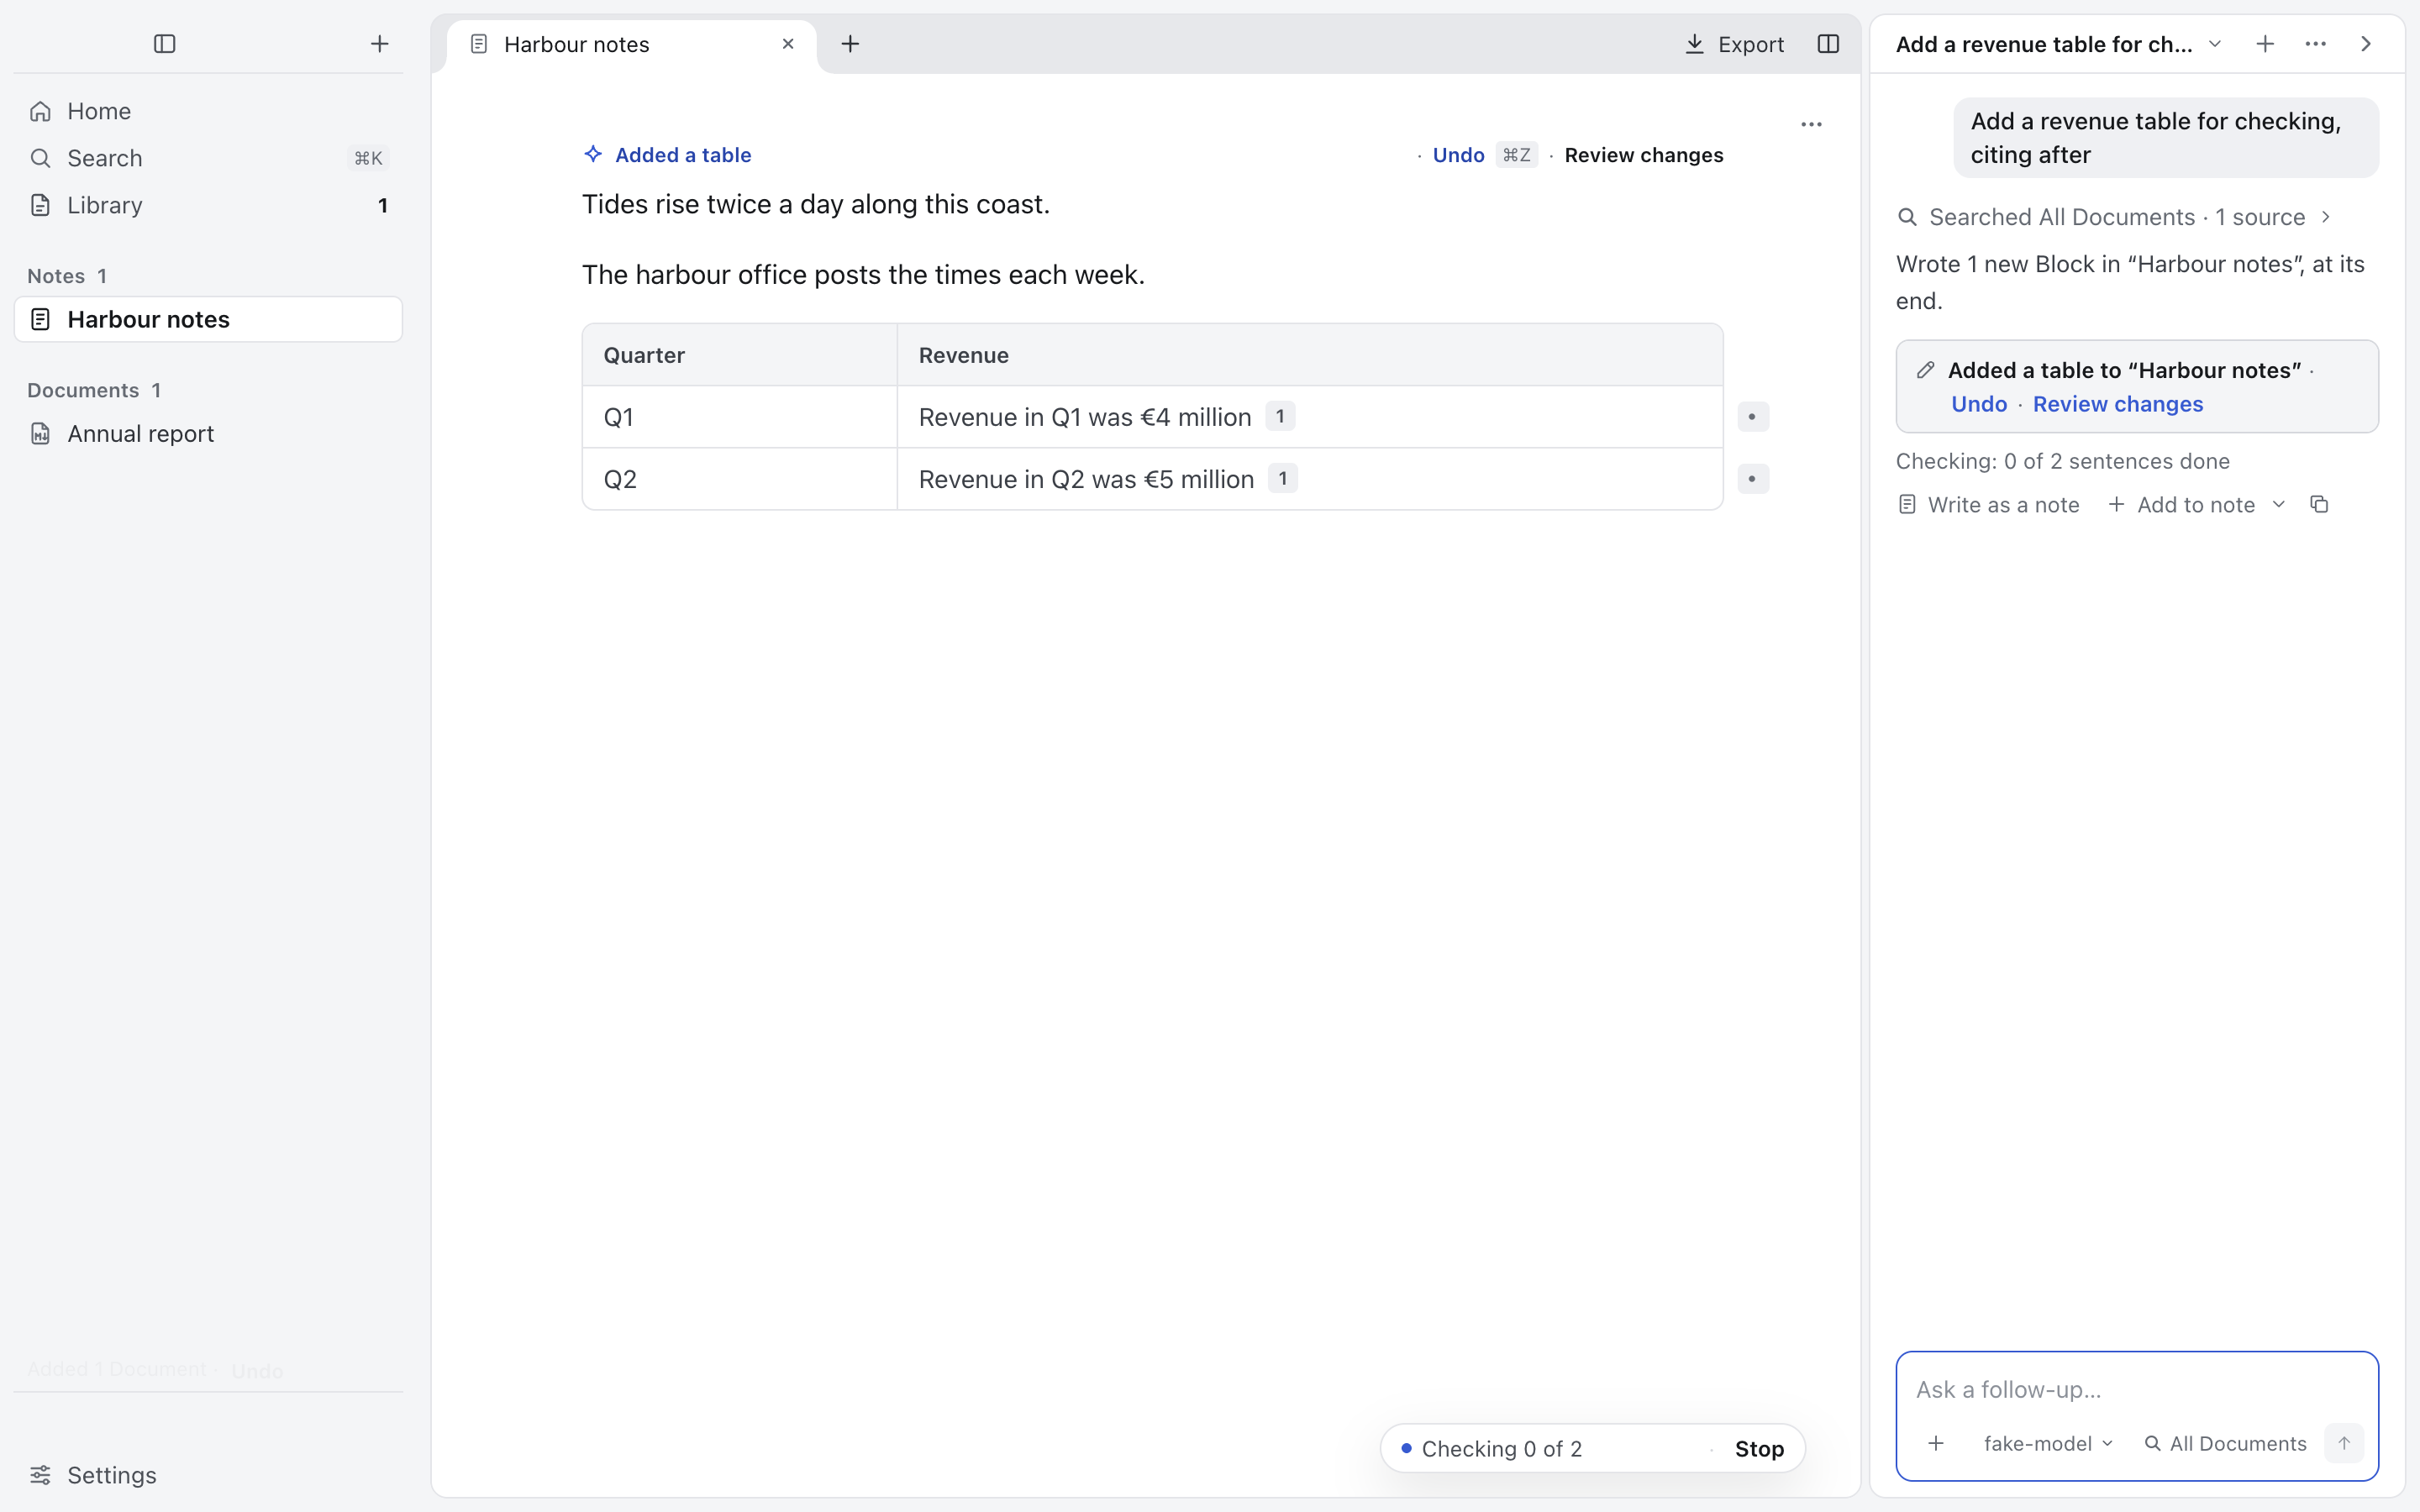 Home
Search ⌘K
Library 1
Notes 1
Harbour notes
Documents 1
Annual report
Added 1 Document · Undo
Settings
Harbour notes
Export
Added a table · Undo ⌘Z · Review changes
Tides rise twice a day along this coast.
The harbour office posts the times each week.
Quarter Revenue
Q1 Revenue in Q1 was €4 million 1
Q2 Revenue in Q2 was €5 million 1
Checking 0 of 2 · Stop
Add a revenue table for ch...
Add a revenue table for checking,
citing after
Searched All Documents · 1 source
Wrote 1 new Block in “Harbour notes”, at its
end.
Added a table to “Harbour notes” ·
Undo · Review changes
Checking: 0 of 2 sentences done
Write as a note Add to note
Ask a follow-up...
fake-model All Documents